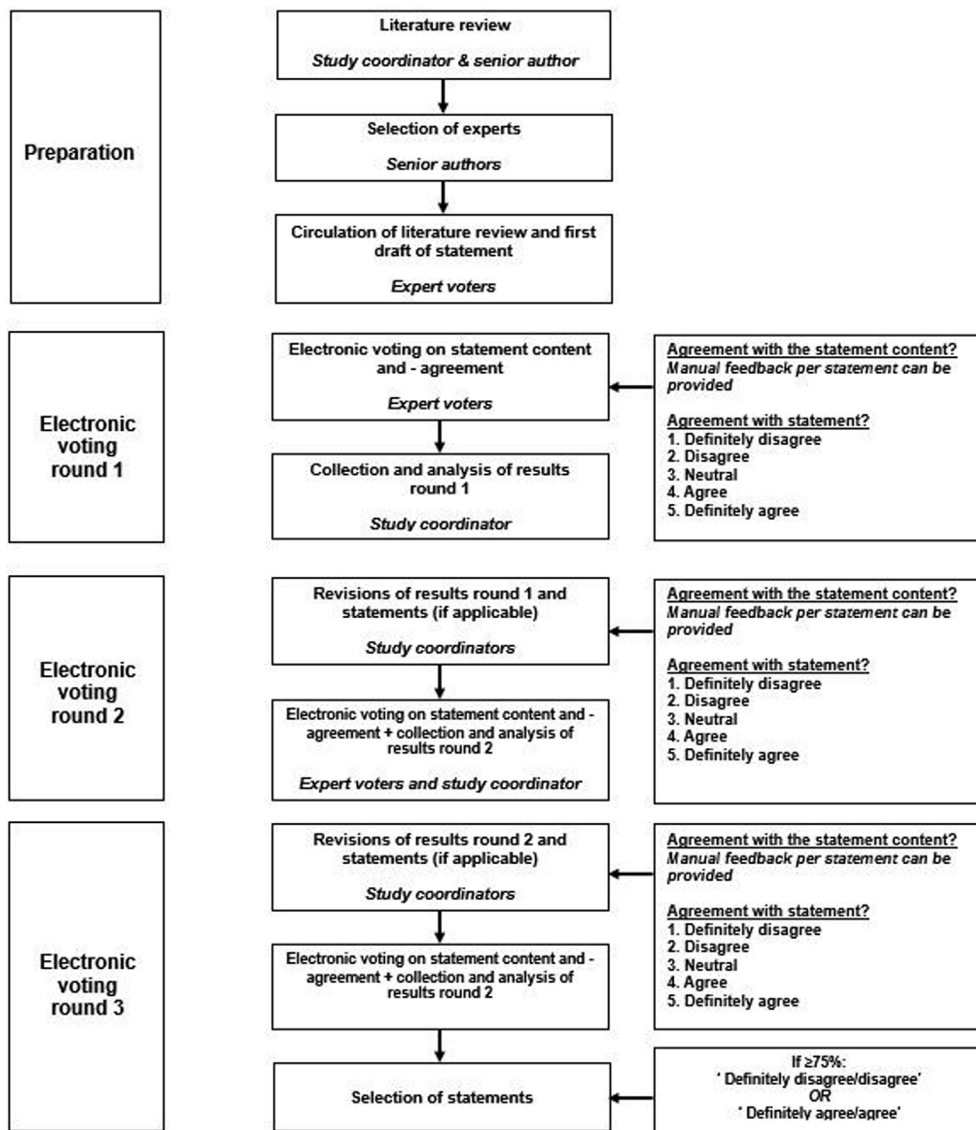 Preparation
Literature review
Study coordinator & senior author
Selection of experts
Senior authors
Circulation of literature review and first
draft of statement
Expert voters
Electronic
voting
round 1
Electronic voting on statement content
and - agreement
Expert voters
Collection and analysis of results
round 1
Study coordinator
Agreement with the statement content?
Manual feedback per statement can be
provided
Agreement with statement?
1. Definitely disagree
2. Disagree
3. Neutral
4. Agree
5. Definitely agree
Electronic
voting
round 2
Revisions of results round 1 and
statements (if applicable)
Study coordinators
Electronic voting on statement content and -
agreement + collection and analysis of
results round 2
Expert voters and study coordinator
Agreement with the statement content?
Manual feedback per statement can be
provided
Agreement with statement?
1. Definitely disagree
2. Disagree
3. Neutral
4. Agree
5. Definitely agree
Electronic
voting
round 3
Revisions of results round 2 and
statements (if applicable)
Study coordinators
Electronic voting on statement content and -
agreement + collection and analysis of
results round 2
Selection of statements
Agreement with the statement content?
Manual feedback per statement can be
provided
Agreement with statement?
1. Definitely disagree
2. Disagree
3. Neutral
4. Agree
5. Definitely agree
If ≥75%:
' Definitely disagree/disagree'
OR
' Definitely agree/agree'